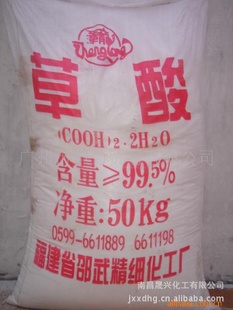 Zhenglong
草酸
(COOH)₂·2H₂O
含量≥99.5%
净重:50kg
0599-6611889 6611198
福建省邵武精细化工厂
南昌晟兴化工有限公司
jxxdhg.cn.1688.com